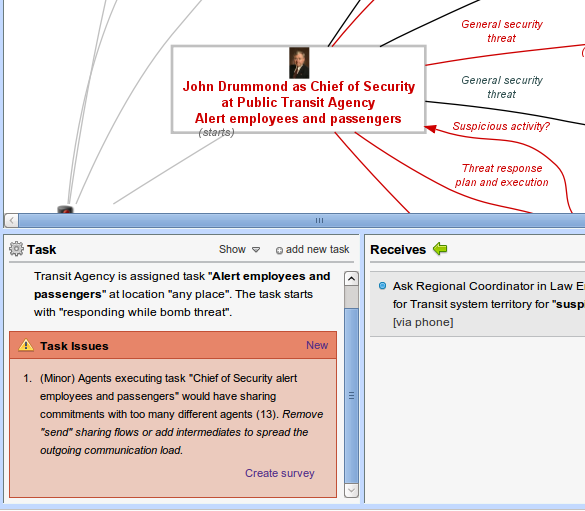 General security
threat
John Drummond as Chief of Security
at Public Transit Agency
Alert employees and passengers
(starts)
General security
threat
Suspicious activity?
Threat response
plan and execution
Task
Show
add new task
Transit Agency is assigned task "Alert employees and
passengers" at location "any place". The task starts
with "responding while bomb threat".
Task Issues
New
1. (Minor) Agents executing task "Chief of Security alert
employees and passengers" would have sharing
commitments with too many different agents (13). Remove
"send" sharing flows or add intermediates to spread the
outgoing communication load.
Create survey
Receives
Ask Regional Coordinator in Law E
for Transit system territory for "susp
[via phone]